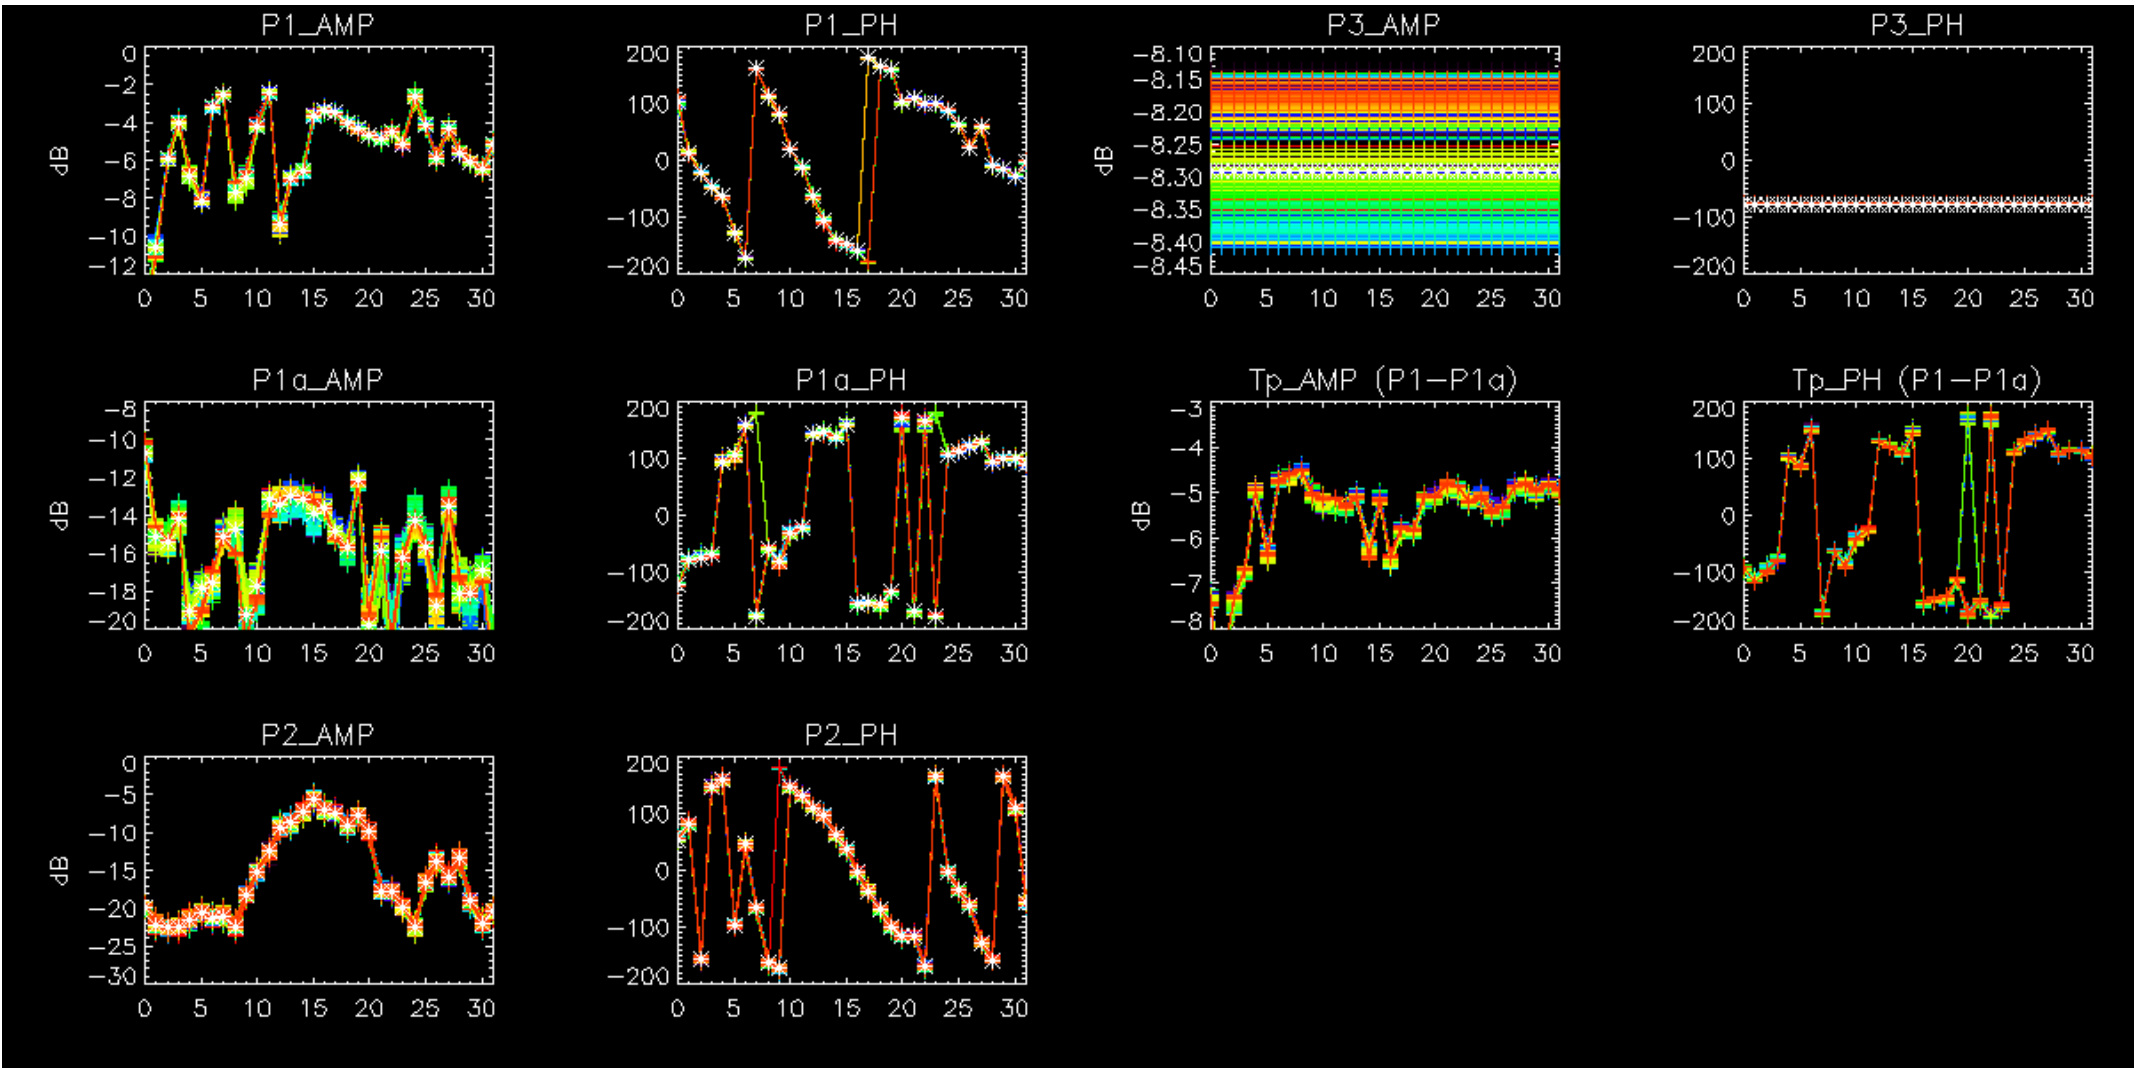 P1_AMP
P1_PH
P3_AMP
P3_PH
dB
0
-2
-4
-6
-8
-10
-12
0 5 10 15 20 25 30
200
100
0
-100
-200
0 5 10 15 20 25 30
dB
-8.10
-8.15
-8.20
-8.25
-8.30
-8.35
-8.40
-8.45
0 5 10 15 20 25 30
200
100
0
-100
-200
0 5 10 15 20 25 30
P1a_AMP
P1a_PH
Tp_AMP (P1-P1a)
Tp_PH (P1-P1a)
dB
-8
-10
-12
-14
-16
-18
-20
0 5 10 15 20 25 30
200
100
0
-100
-200
0 5 10 15 20 25 30
dB
-3
-4
-5
-6
-7
-8
0 5 10 15 20 25 30
200
100
0
-100
-200
0 5 10 15 20 25 30
P2_AMP
P2_PH
dB
0
-5
-10
-15
-20
-25
-30
0 5 10 15 20 25 30
200
100
0
-100
-200
0 5 10 15 20 25 30